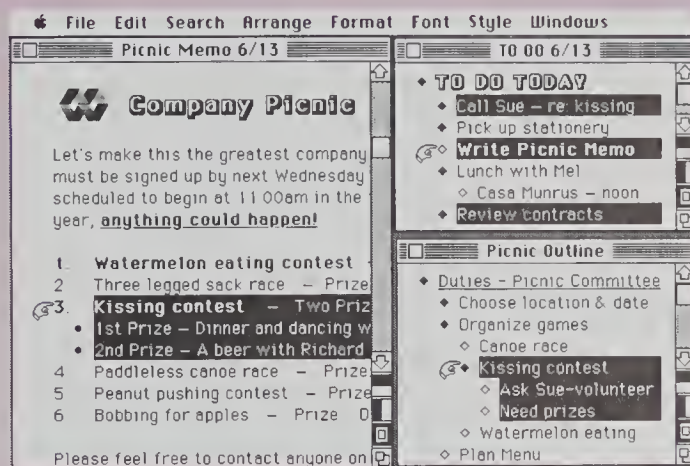 File Edit Search Arrange Format Font Style Windows
Picnic Memo 6/13
Company Picnic
Let's make this the greatest company
must be signed up by next Wednesday
scheduled to begin at 11 00am in the
year, anything could happen!
1. Watermelon eating contest -
2 Three legged sack race – Prize
3. Kissing contest – Two Priz
• 1st Prize – Dinner and dancing w
• 2nd Prize – A beer with Richard
4 Paddleless canoe race – Prize
5 Peanut pushing contest – Prize
6 Bobbing for apples – Prize 0
Please feel free to contact anyone on
TO DO 6/13
◆ TO DO TODAY
◆ Call Sue – re: kissing
◆ Pick up stationery
◇ Write Picnic Memo
◆ Lunch with Mel
◇ Casa Munrus – noon
◆ Review contracts
Picnic Outline
◆ Duties - Picnic Committee
◆ Choose location & date
◆ Organize games
◇ Canoe race
◆ Kissing contest
◇ Ask Sue-volunteer
◇ Need prizes
◇ Watermelon eating
◇ Plan Menu